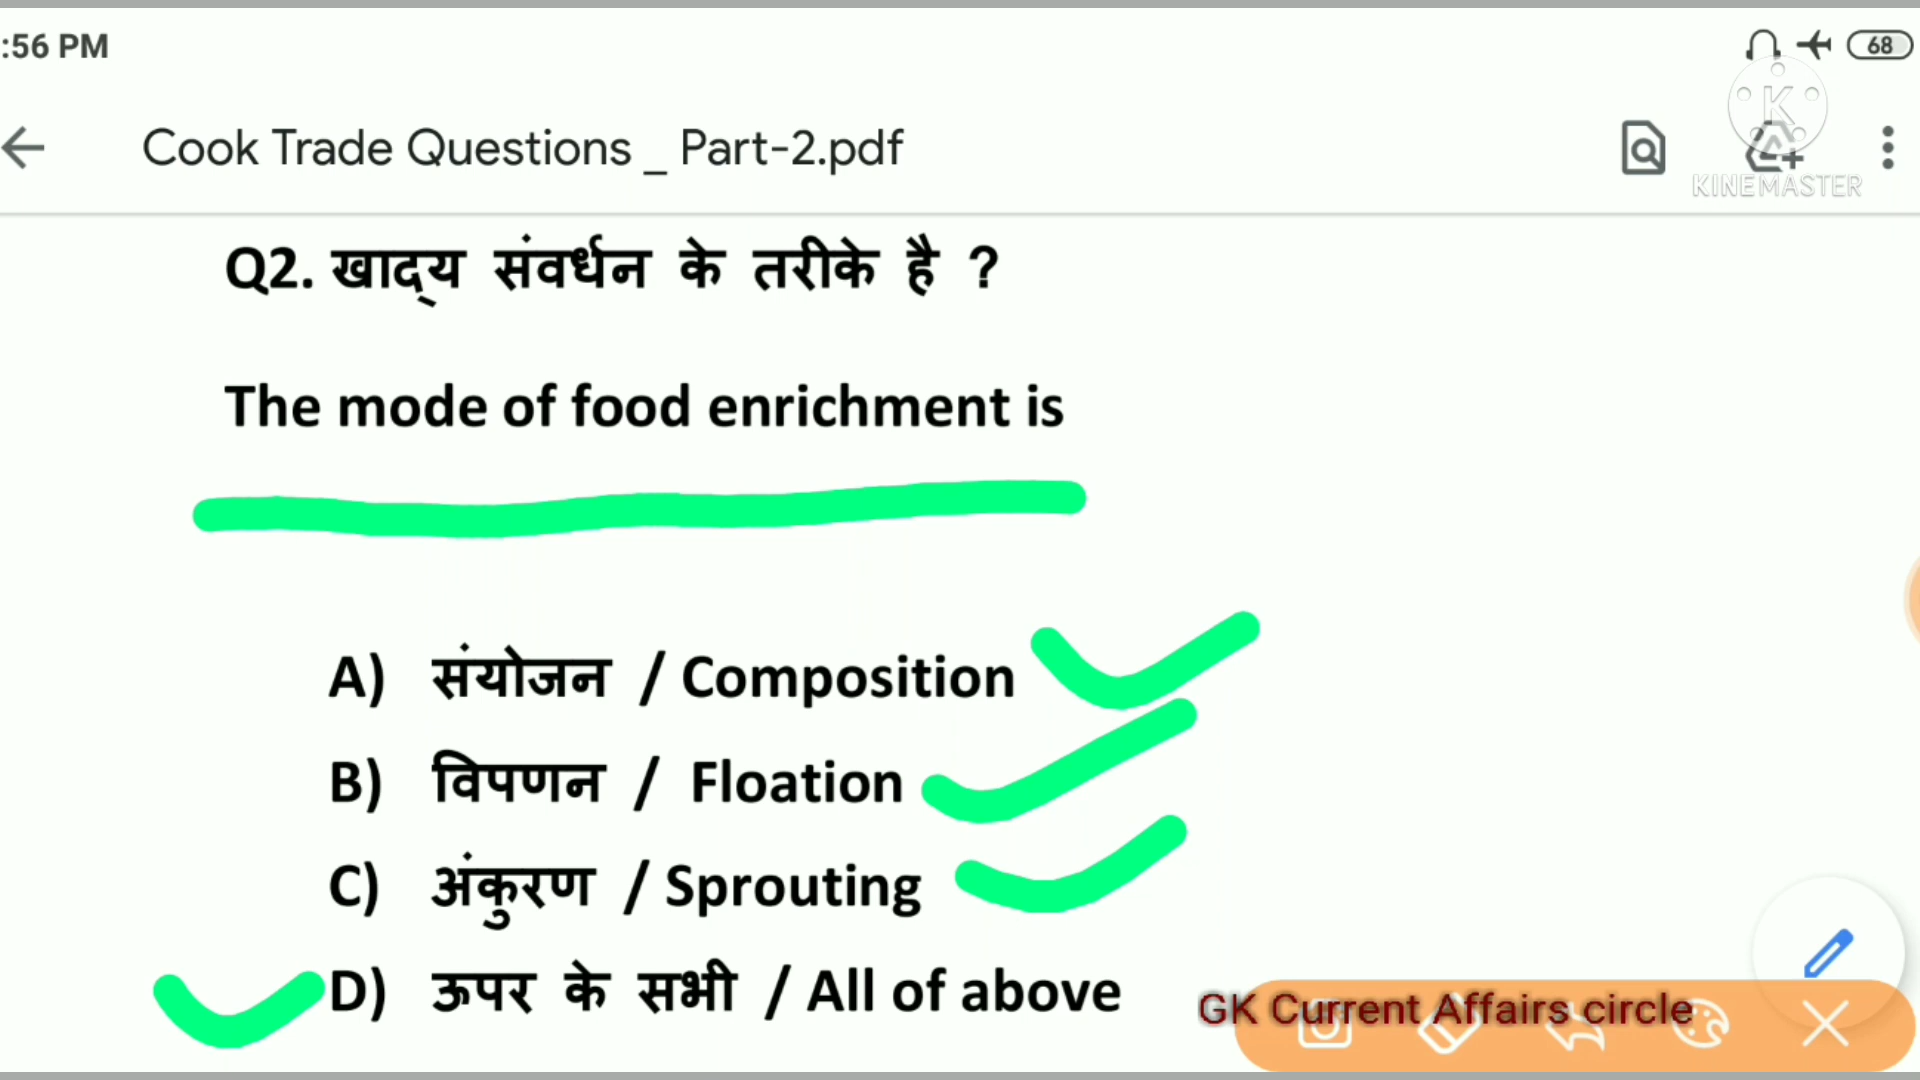 :56 PM
68
Cook Trade Questions _ Part-2.pdf
KINEMASTER
Q2. खाद्य संवर्धन के तरीके है ?
The mode of food enrichment is
A) संयोजन / Composition
B) विपणन / Floation
C) अंकुरण / Sprouting
D) ऊपर के सभी / All of above
GK Current Affairs circle